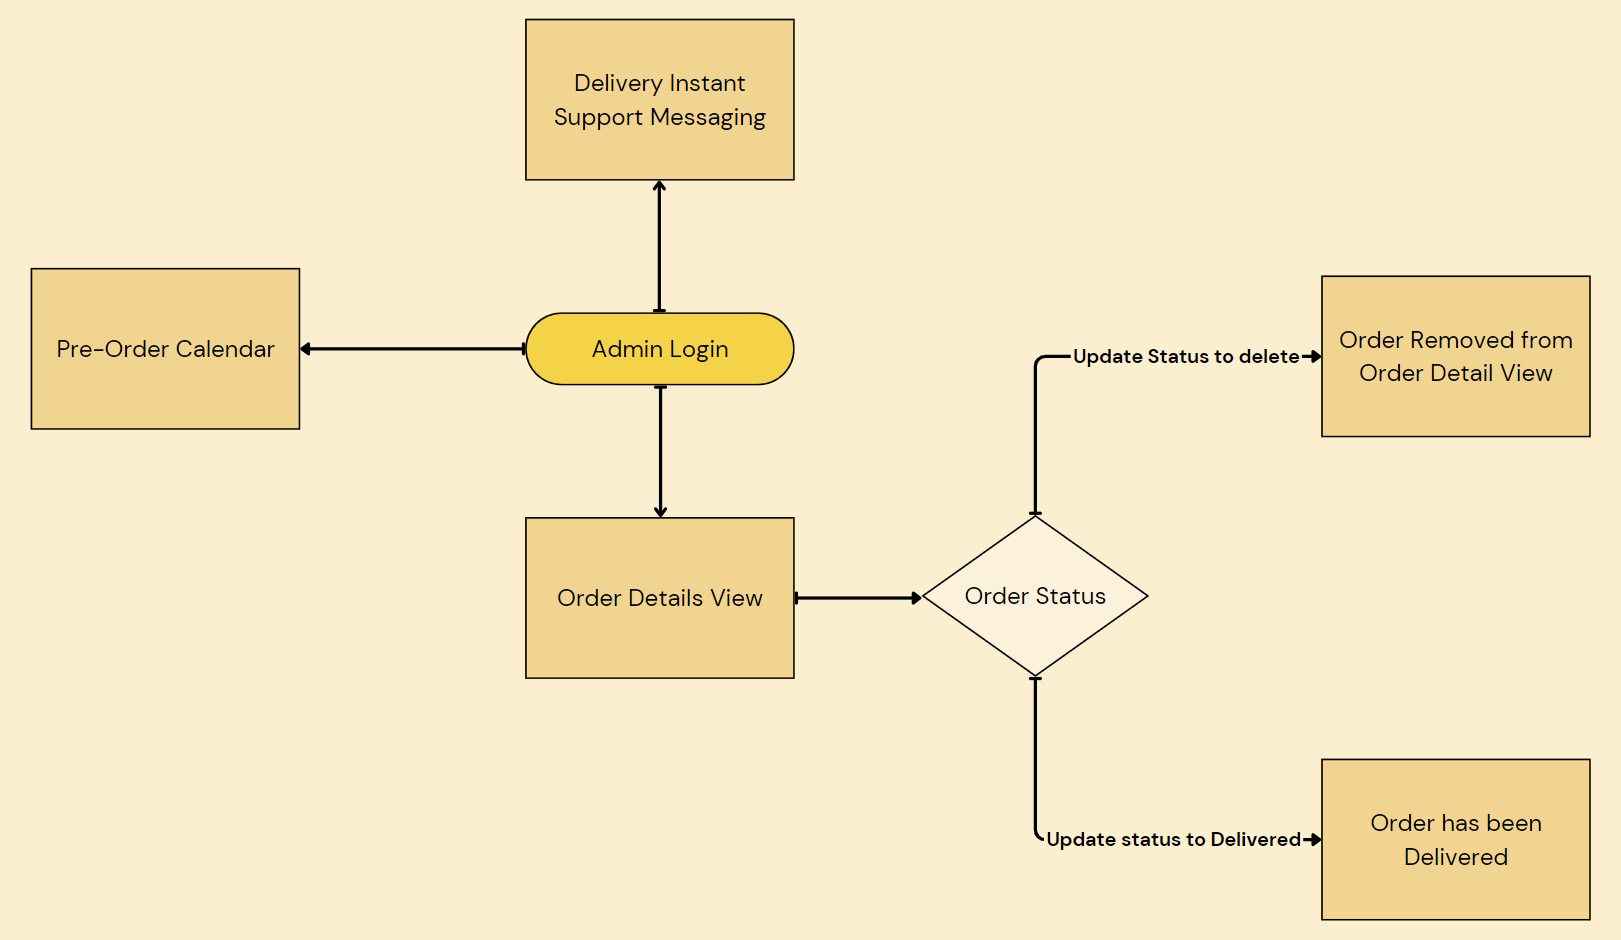 Delivery Instant
Support Messaging
Pre-Order Calendar
Admin Login
Update Status to delete
Order Removed from
Order Detail View
Order Details View
Order Status
Update status to Delivered
Order has been
Delivered